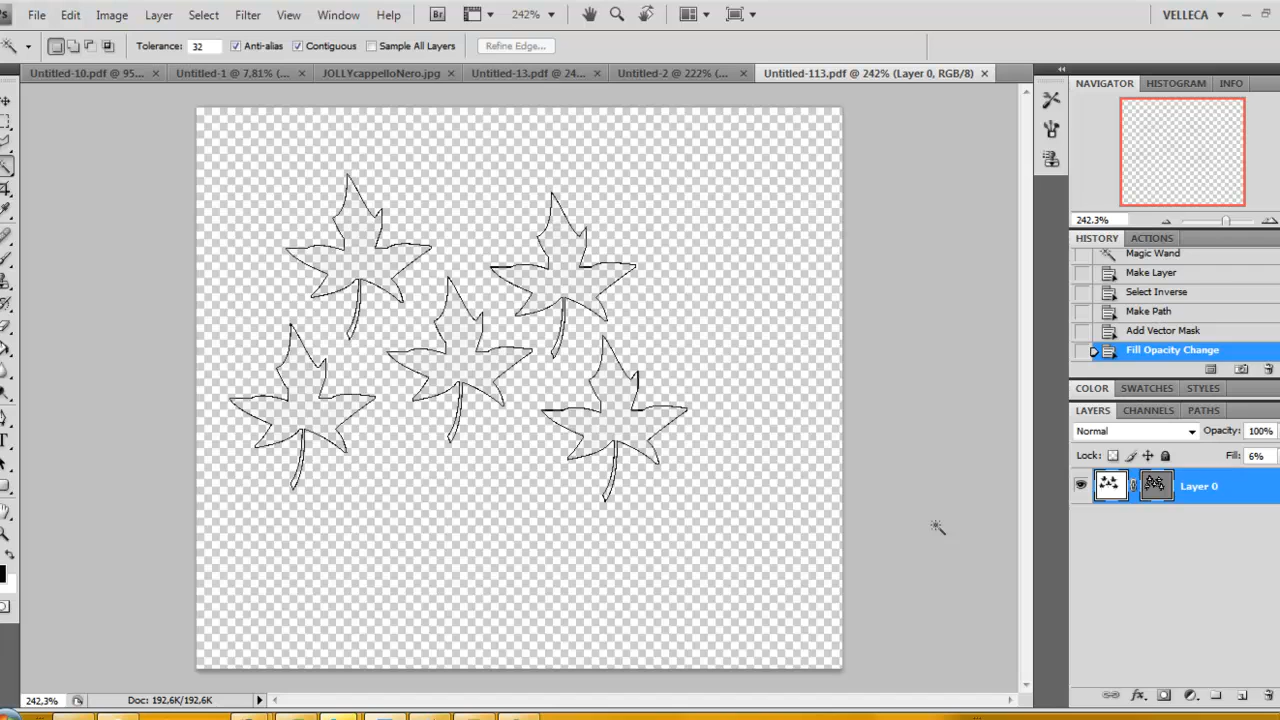 File Edit Image Layer Select Filter View Window Help Br 242% VELLECA
Tolerance: 32 Anti-alias Contiguous Sample All Layers Refine Edge...
Untitled-10.pdf @ 95... Untitled-1 @ 7,81% (... JOLLYcappelloNero.jpg Untitled-13.pdf @ 24... Untitled-2 @ 222% (... Untitled-113.pdf @ 242% (Layer 0, RGB/8)
NAVIGATOR HISTOGRAM INFO
242.3%
HISTORY ACTIONS
Magic Wand
Make Layer
Select Inverse
Make Path
Add Vector Mask
Fill Opacity Change
COLOR SWATCHES STYLES
LAYERS CHANNELS PATHS
Normal Opacity: 100%
Lock: Fill: 6%
Layer 0
fx
242,3% Doc: 192,6K/192,6K